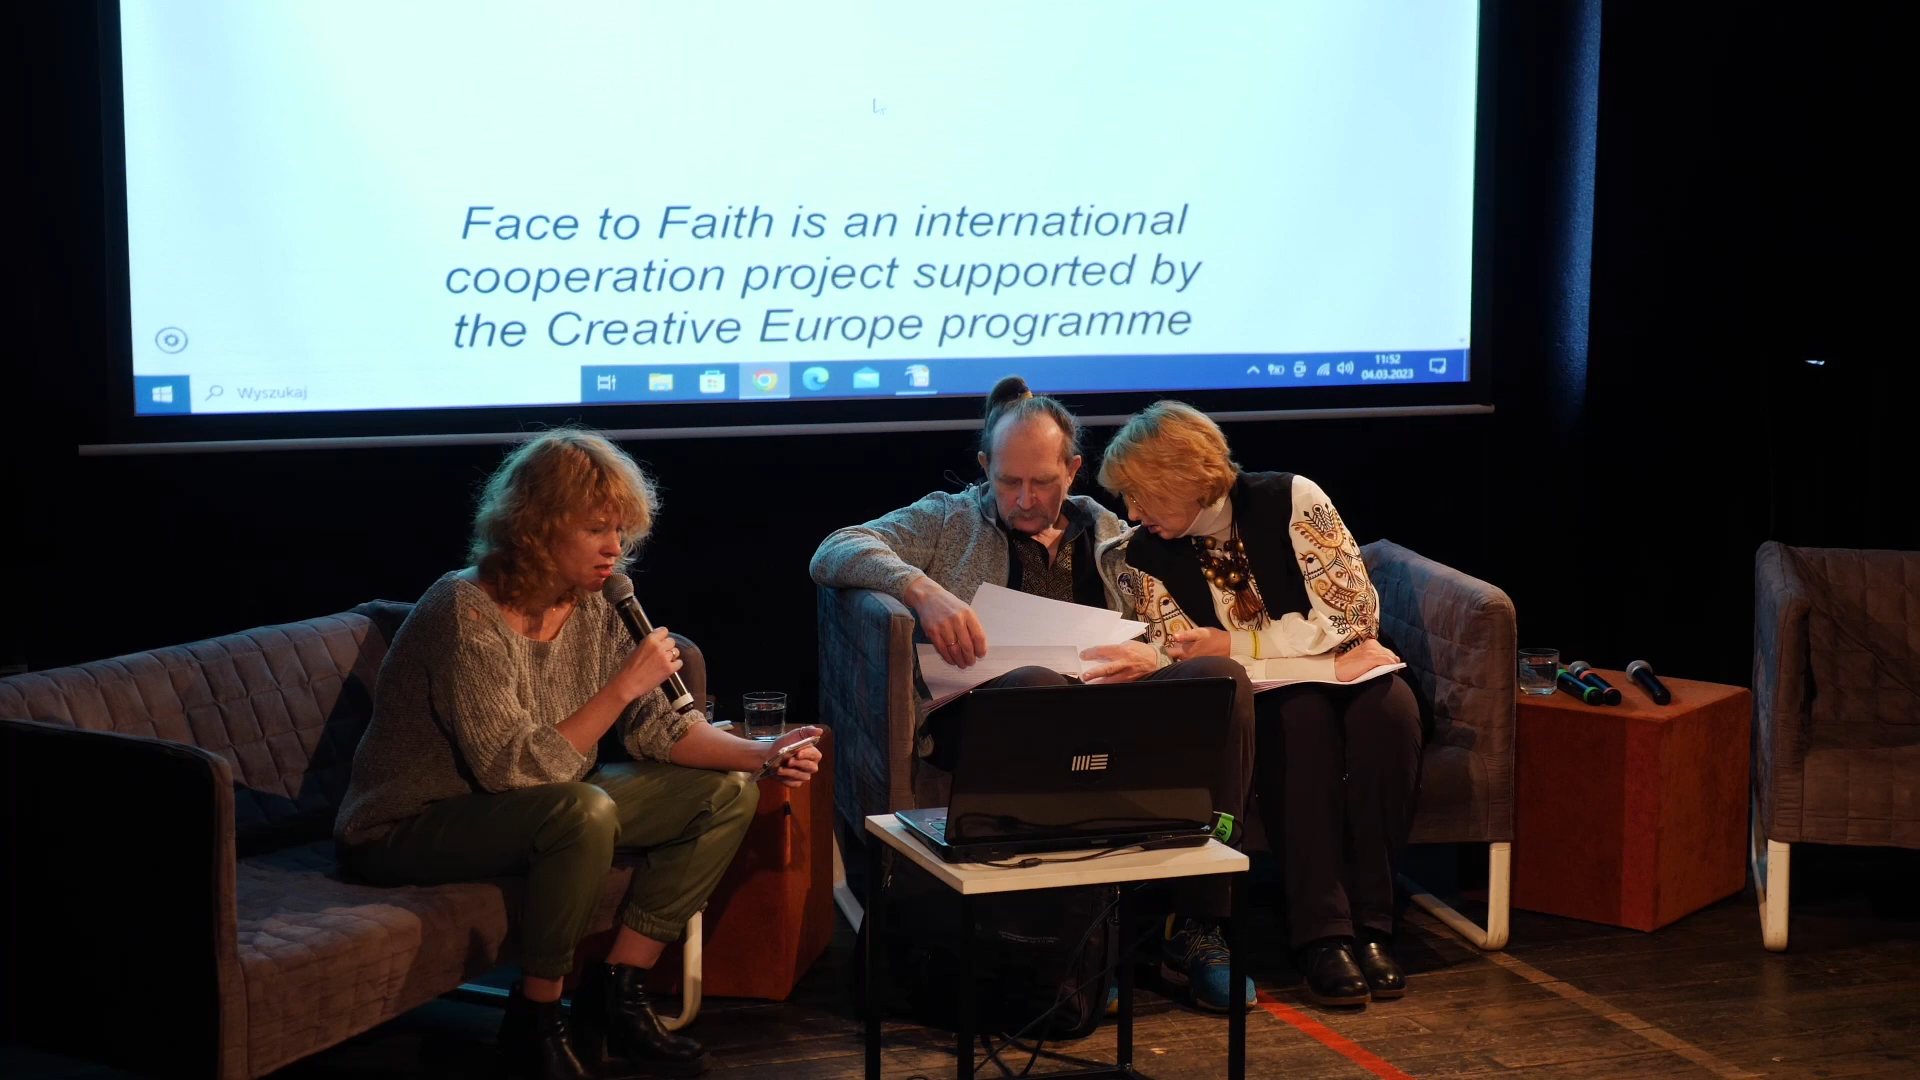 Face to Faith is an international
cooperation project supported by
the Creative Europe programme
Wyszukaj
11:52
04.03.2023